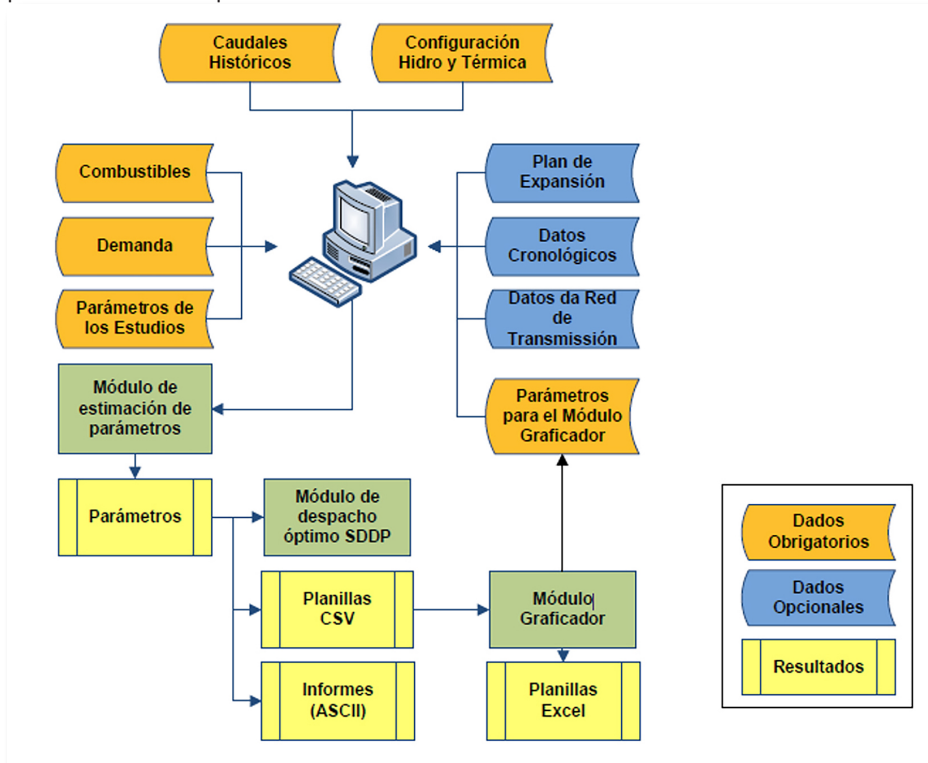 Caudales
Históricos
Configuración
Hidro y Térmica
Combustibles
Demanda
Parámetros de
los Estudios
Plan de
Expansión
Datos
Cronológicos
Datos da Red
de
Transmissión
Parámetros
para el Módulo
Graficador
Módulo de
estimación de
parámetros
Parámetros
Módulo de
despacho
óptimo SDDP
Planillas
CSV
Informes
(ASCII)
Módulo
Graficador
Planillas
Excel
Dados
Obrigatorios
Dados
Opcionales
Resultados